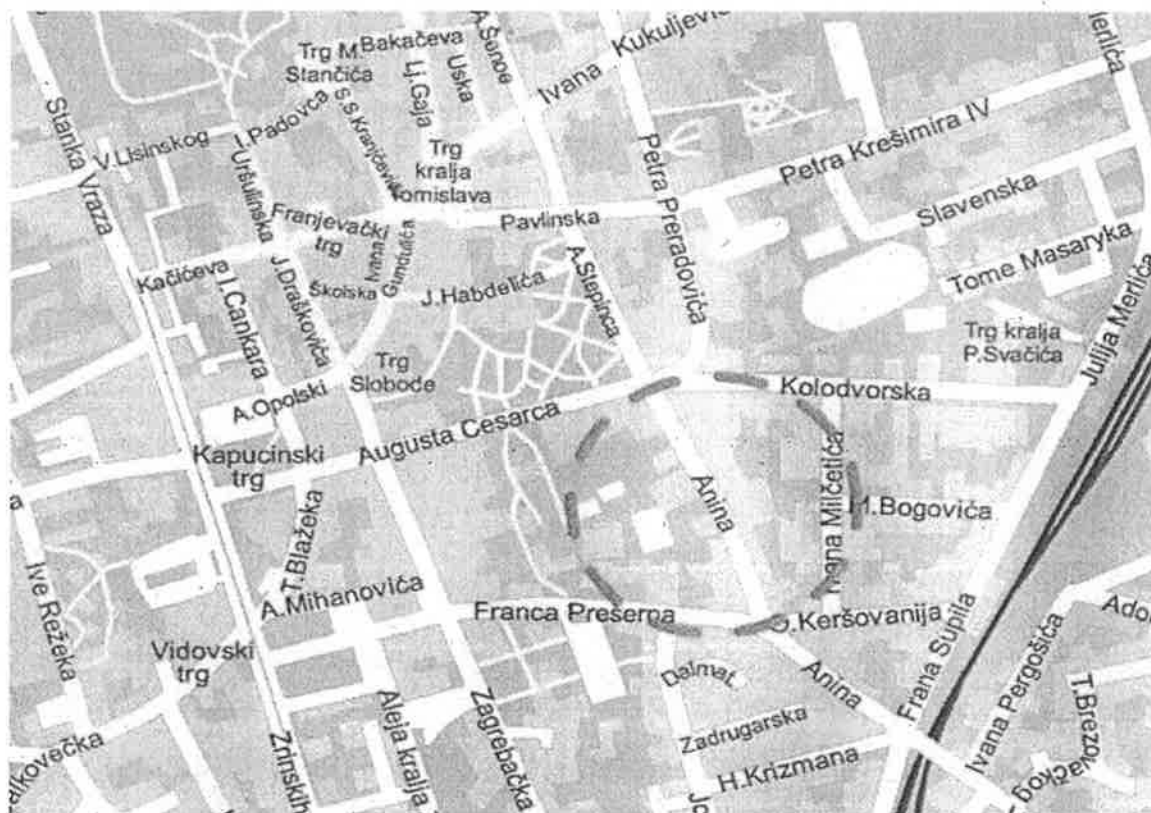 Bakačeva
Trg M.
Stančića
Lj.Gaja
Uska
A.Šenoe
Ivana Kukuljević
Merlića
Stanka Vraza
V.Lisinskog
I.Padovca
S.S.Kranjčevića
Trg
kralja
Tomislava
Petra Preradovića
Petra Krešimira IV
Uršulinska
Franjevački
trg
Pavlinska
Slavenska
Ivana
Gundulića
Kačićeva
I.Cankara
J.Draškovića
Školska
J.Habdelića
A.Stepinca
Tome Masaryka
Trg kralja
P.Svačića
Julija Merlića
Trg
Slobode
Kolodvorska
A.Opolski
Augusta Cesarca
Kapucinski
trg
Anina
Ivana Milčetića
M.Bogovića
T.Blažeka
Ive Režeka
A.Mihanovića
Franca Prešerna
O.Keršovanija
Vidovski
trg
Dalmat.
Anina
Frana Supila
Ivana Pergošića
Ado
T.Brezovačkog
Zadrugarska
H.Krizmana
alkovečka
Zrinskih
Aleja kralja
Zagrebačka